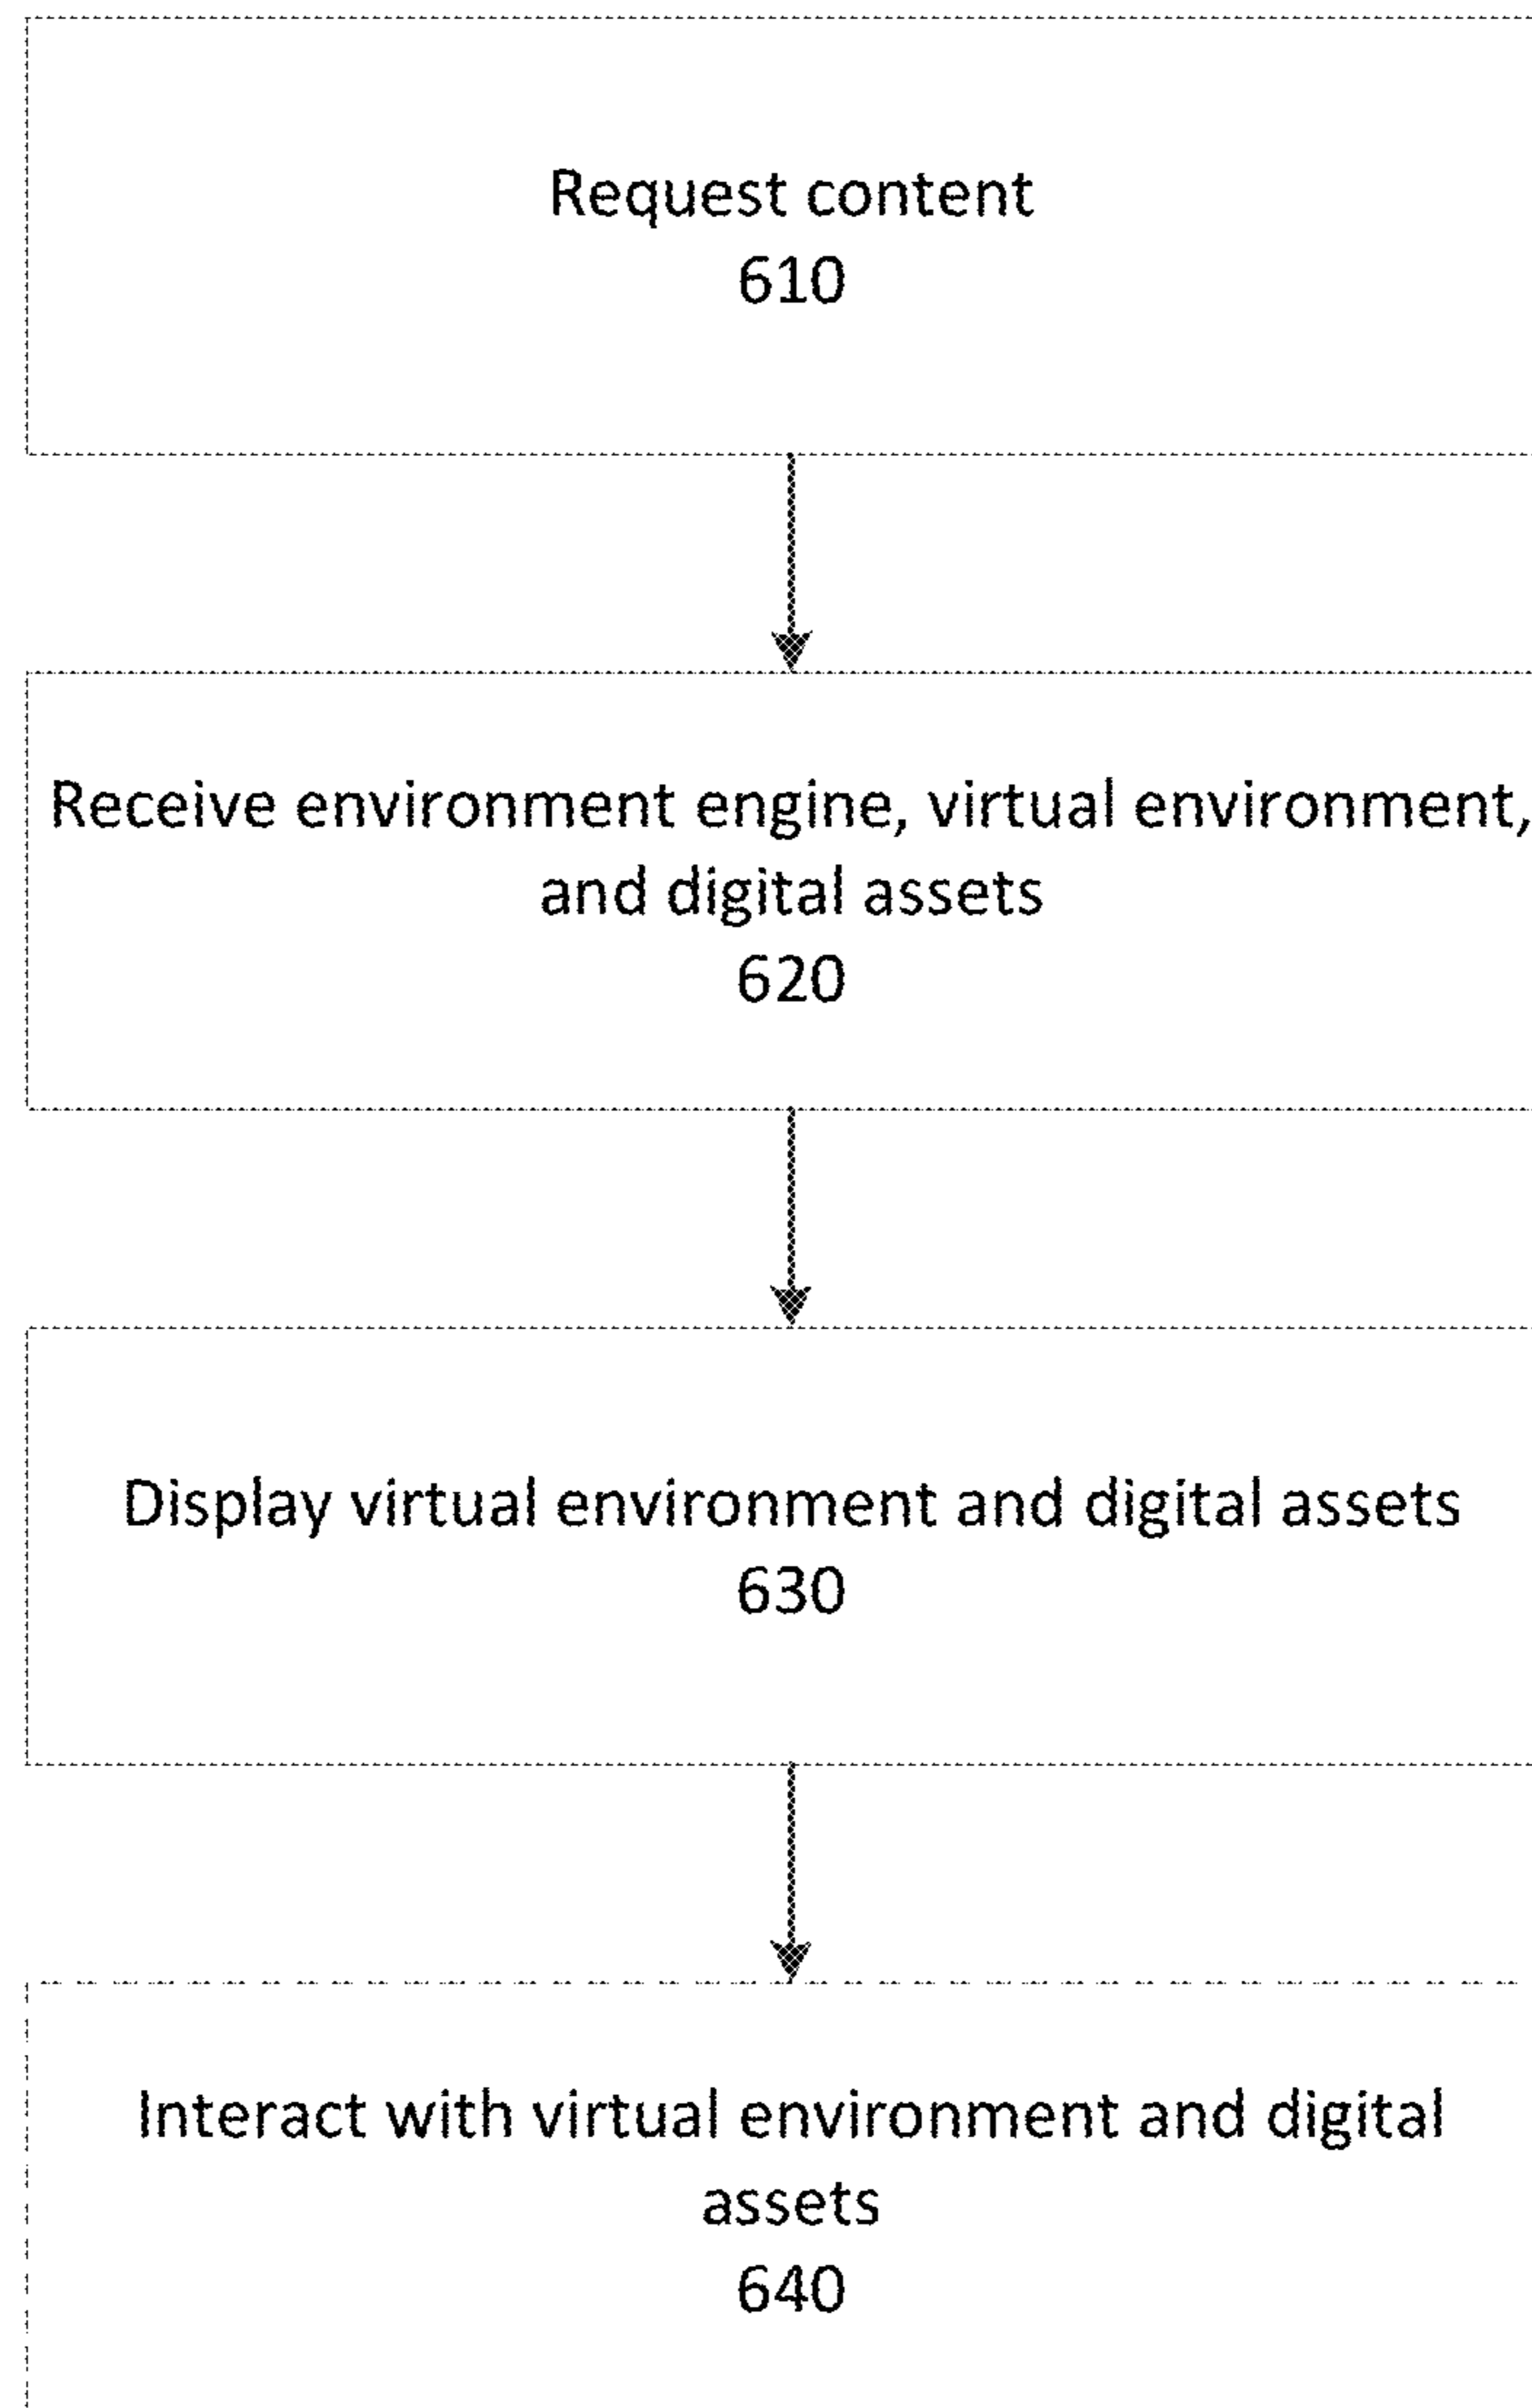 Request content
610
Receive environment engine, virtual environment,
and digital assets
620
Display virtual environment and digital assets
630
Interact with virtual environment and digital
assets
640